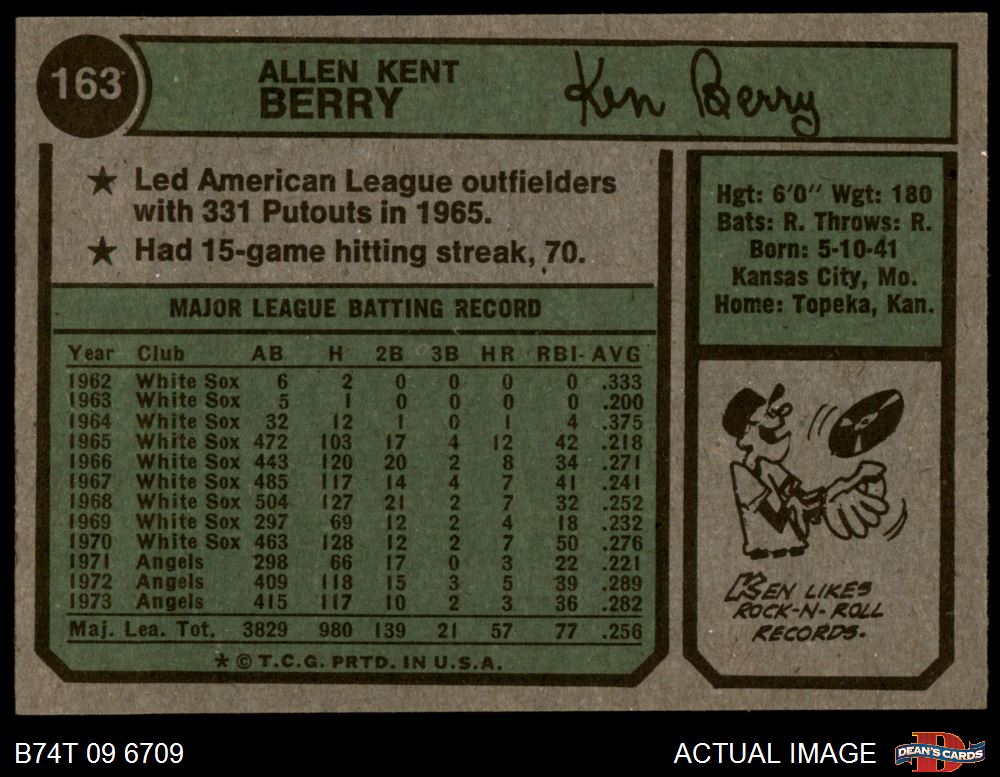 163
ALLEN KENT
BERRY
Ken Berry
★ Led American League outfielders
with 331 Putouts in 1965.
★ Had 15-game hitting streak, 70.
Hgt: 6'0" Wgt: 180
Bats: R. Throws: R.
Born: 5-10-41
Kansas City, Mo.
Home: Topeka, Kan.
MAJOR LEAGUE BATTING RECORD
Year Club AB H 2B 3B HR RBI- AVG
1962 White Sox 6 2 0 0 0 0 .333
1963 White Sox 5 1 0 0 0 0 .200
1964 White Sox 32 12 1 0 1 4 .375
1965 White Sox 472 103 17 4 12 42 .218
1966 White Sox 443 120 20 2 8 34 .271
1967 White Sox 485 117 14 4 7 41 .241
1968 White Sox 504 127 21 2 7 32 .252
1969 White Sox 297 69 12 2 4 18 .232
1970 White Sox 463 128 12 2 7 50 .276
1971 Angels 298 66 17 0 3 22 .221
1972 Angels 409 118 15 3 5 39 .289
1973 Angels 415 117 10 2 3 36 .282
Maj. Lea. Tot. 3829 980 139 21 57 77 .256
* © T.C.G. PRTD. IN U.S.A.
KEN LIKES
ROCK-N-ROLL
RECORDS.
B74T 09 6709
ACTUAL IMAGE
DEAN'S CARDS